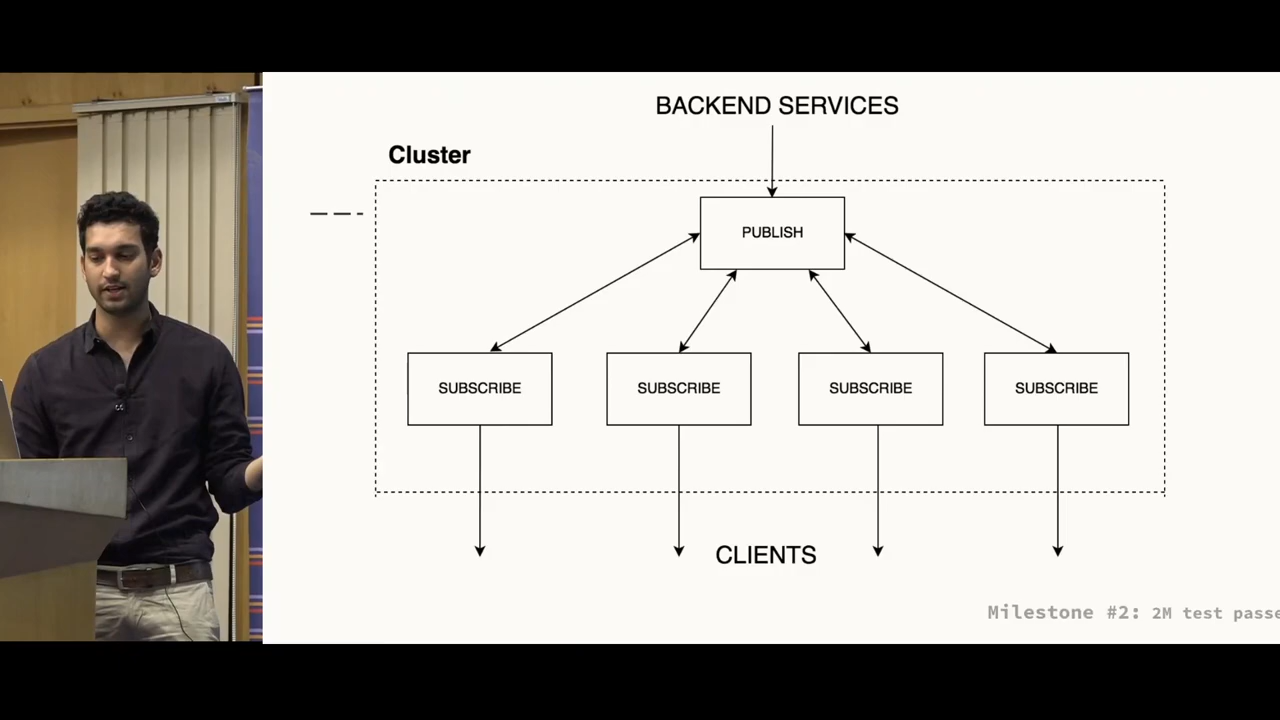 BACKEND SERVICES
Cluster
PUBLISH
SUBSCRIBE
SUBSCRIBE
SUBSCRIBE
SUBSCRIBE
CLIENTS
Milestone #2: 2M test passe